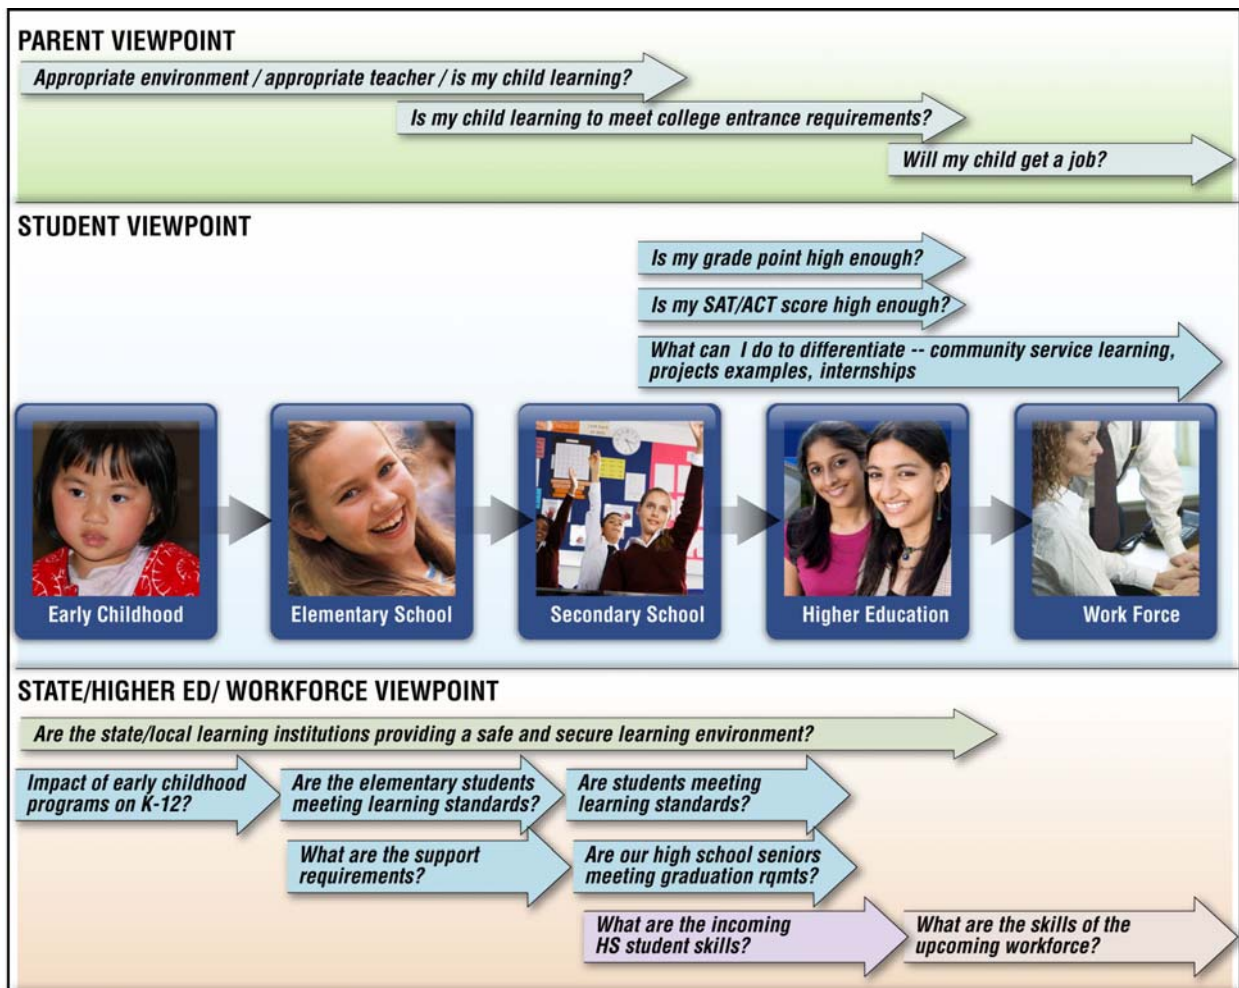 PARENT VIEWPOINT
Appropriate environment / appropriate teacher / is my child learning?
Is my child learning to meet college entrance requirements?
Will my child get a job?
STUDENT VIEWPOINT
Is my grade point high enough?
Is my SAT/ACT score high enough?
What can I do to differentiate -- community service learning,
projects examples, internships
Early Childhood
Elementary School
Secondary School
Higher Education
Work Force
STATE/HIGHER ED/ WORKFORCE VIEWPOINT
Are the state/local learning institutions providing a safe and secure learning environment?
Impact of early childhood
programs on K-12?
Are the elementary students
meeting learning standards?
Are students meeting
learning standards?
What are the support
requirements?
Are our high school seniors
meeting graduation rqmts?
What are the incoming
HS student skills?
What are the skills of the
upcoming workforce?